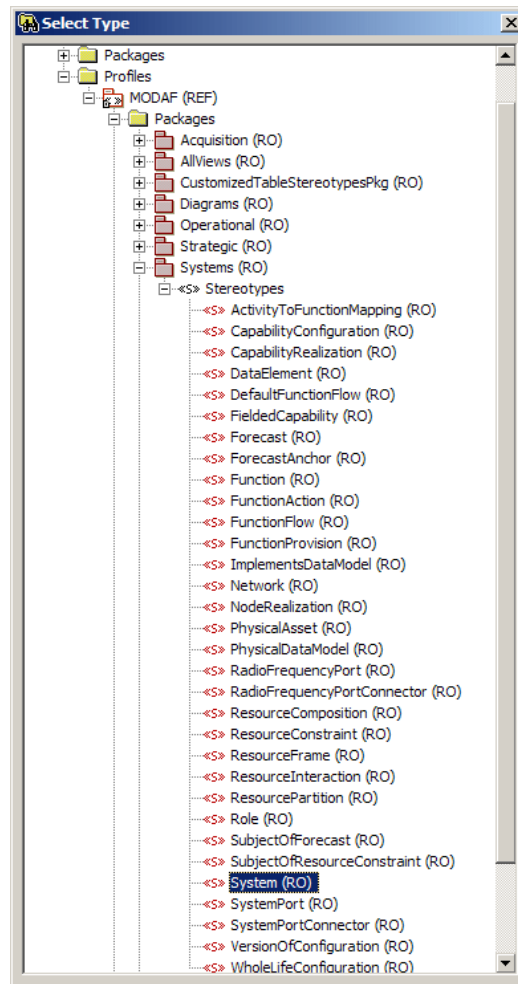 Select Type
Packages
Profiles
MODAF (REF)
Packages
Acquisition (RO)
AllViews (RO)
CustomizedTableStereotypesPkg (RO)
Diagrams (RO)
Operational (RO)
Strategic (RO)
Systems (RO)
«S» Stereotypes
«S» ActivityToFunctionMapping (RO)
«S» CapabilityConfiguration (RO)
«S» CapabilityRealization (RO)
«S» DataElement (RO)
«S» DefaultFunctionFlow (RO)
«S» FieldedCapability (RO)
«S» Forecast (RO)
«S» ForecastAnchor (RO)
«S» Function (RO)
«S» FunctionAction (RO)
«S» FunctionFlow (RO)
«S» FunctionProvision (RO)
«S» ImplementsDataModel (RO)
«S» Network (RO)
«S» NodeRealization (RO)
«S» PhysicalAsset (RO)
«S» PhysicalDataModel (RO)
«S» RadioFrequencyPort (RO)
«S» RadioFrequencyPortConnector (RO)
«S» ResourceComposition (RO)
«S» ResourceConstraint (RO)
«S» ResourceFrame (RO)
«S» ResourceInteraction (RO)
«S» ResourcePartition (RO)
«S» Role (RO)
«S» SubjectOfForecast (RO)
«S» SubjectOfResourceConstraint (RO)
«S» System (RO)
«S» SystemPort (RO)
«S» SystemPortConnector (RO)
«S» VersionOfConfiguration (RO)
«S» WholeLifeConfiguration (RO)